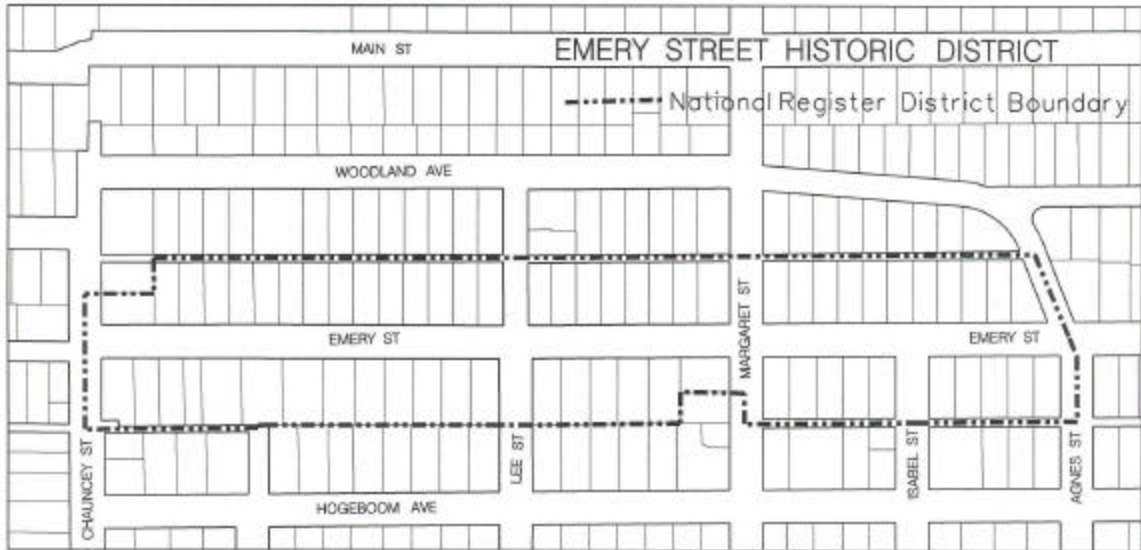 MAIN ST
EMERY STREET HISTORIC DISTRICT
National Register District Boundary
WOODLAND AVE
MARGARET ST
EMERY ST
EMERY ST
CHAUNCEY ST
LEE ST
ISABEL ST
AGNES ST
HOGEBOOM AVE